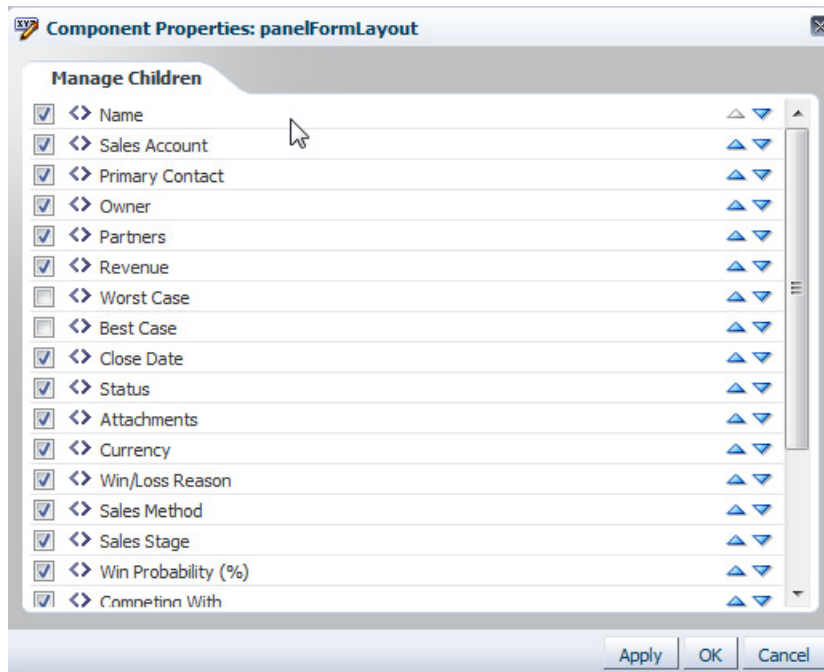 Component Properties: panelFormLayout
Manage Children
Name
Sales Account
Primary Contact
Owner
Partners
Revenue
Worst Case
Best Case
Close Date
Status
Attachments
Currency
Win/Loss Reason
Sales Method
Sales Stage
Win Probability (%)
Competing With
Apply OK Cancel